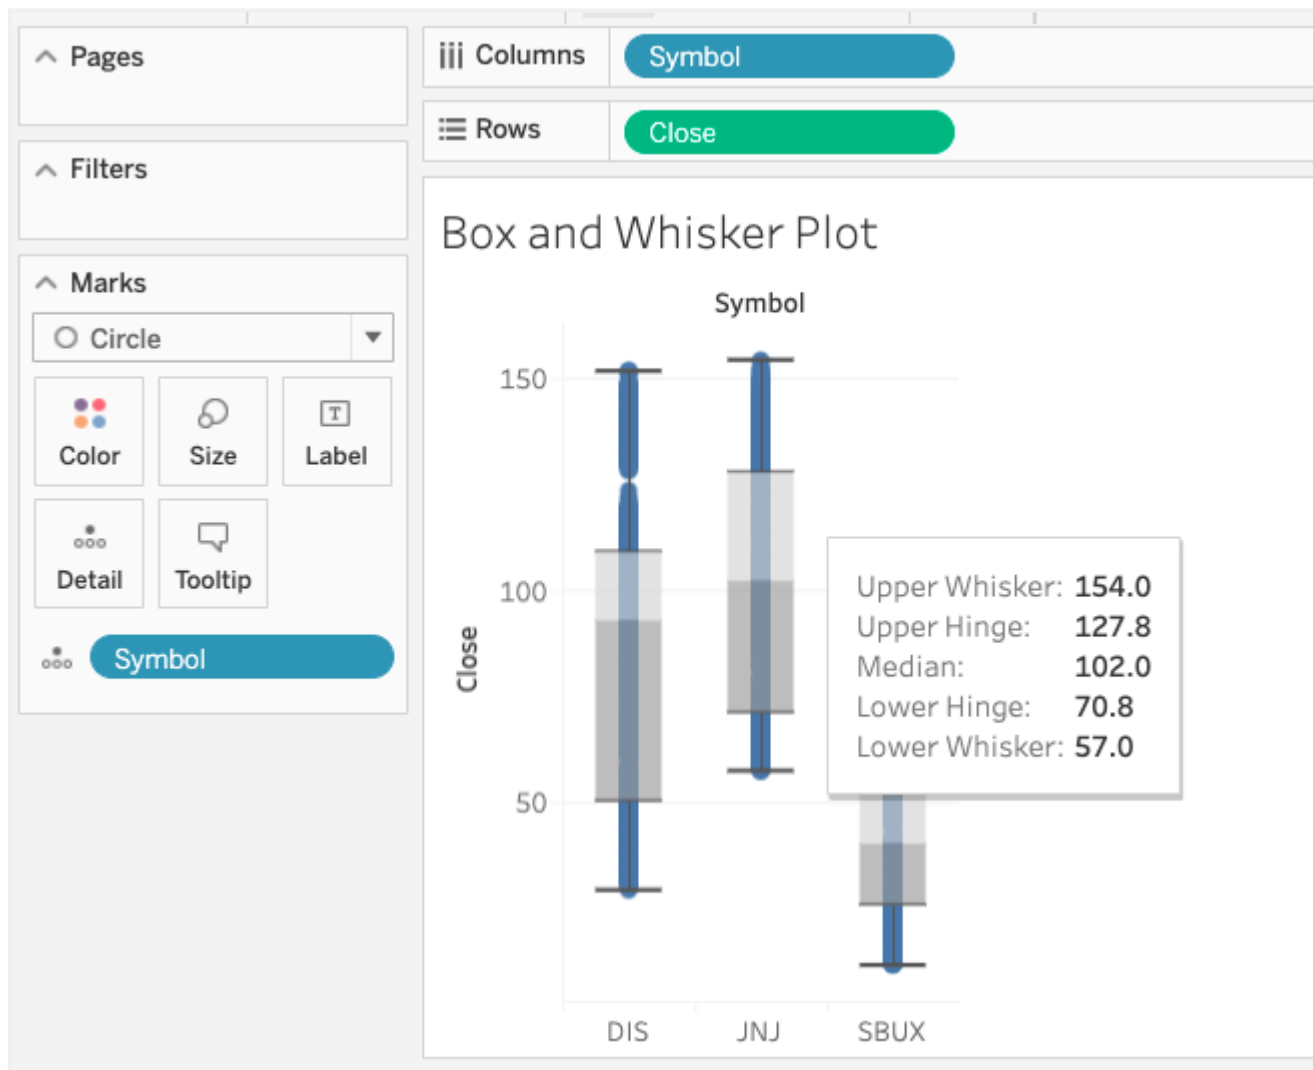 Pages
Filters
Marks
Circle
Color
Size
Label
Detail
Tooltip
Symbol
Columns
Symbol
Rows
Close
Box and Whisker Plot
Symbol
150
100
50
Close
Upper Whisker: 154.0
Upper Hinge: 127.8
Median: 102.0
Lower Hinge: 70.8
Lower Whisker: 57.0
DIS
JNJ
SBUX